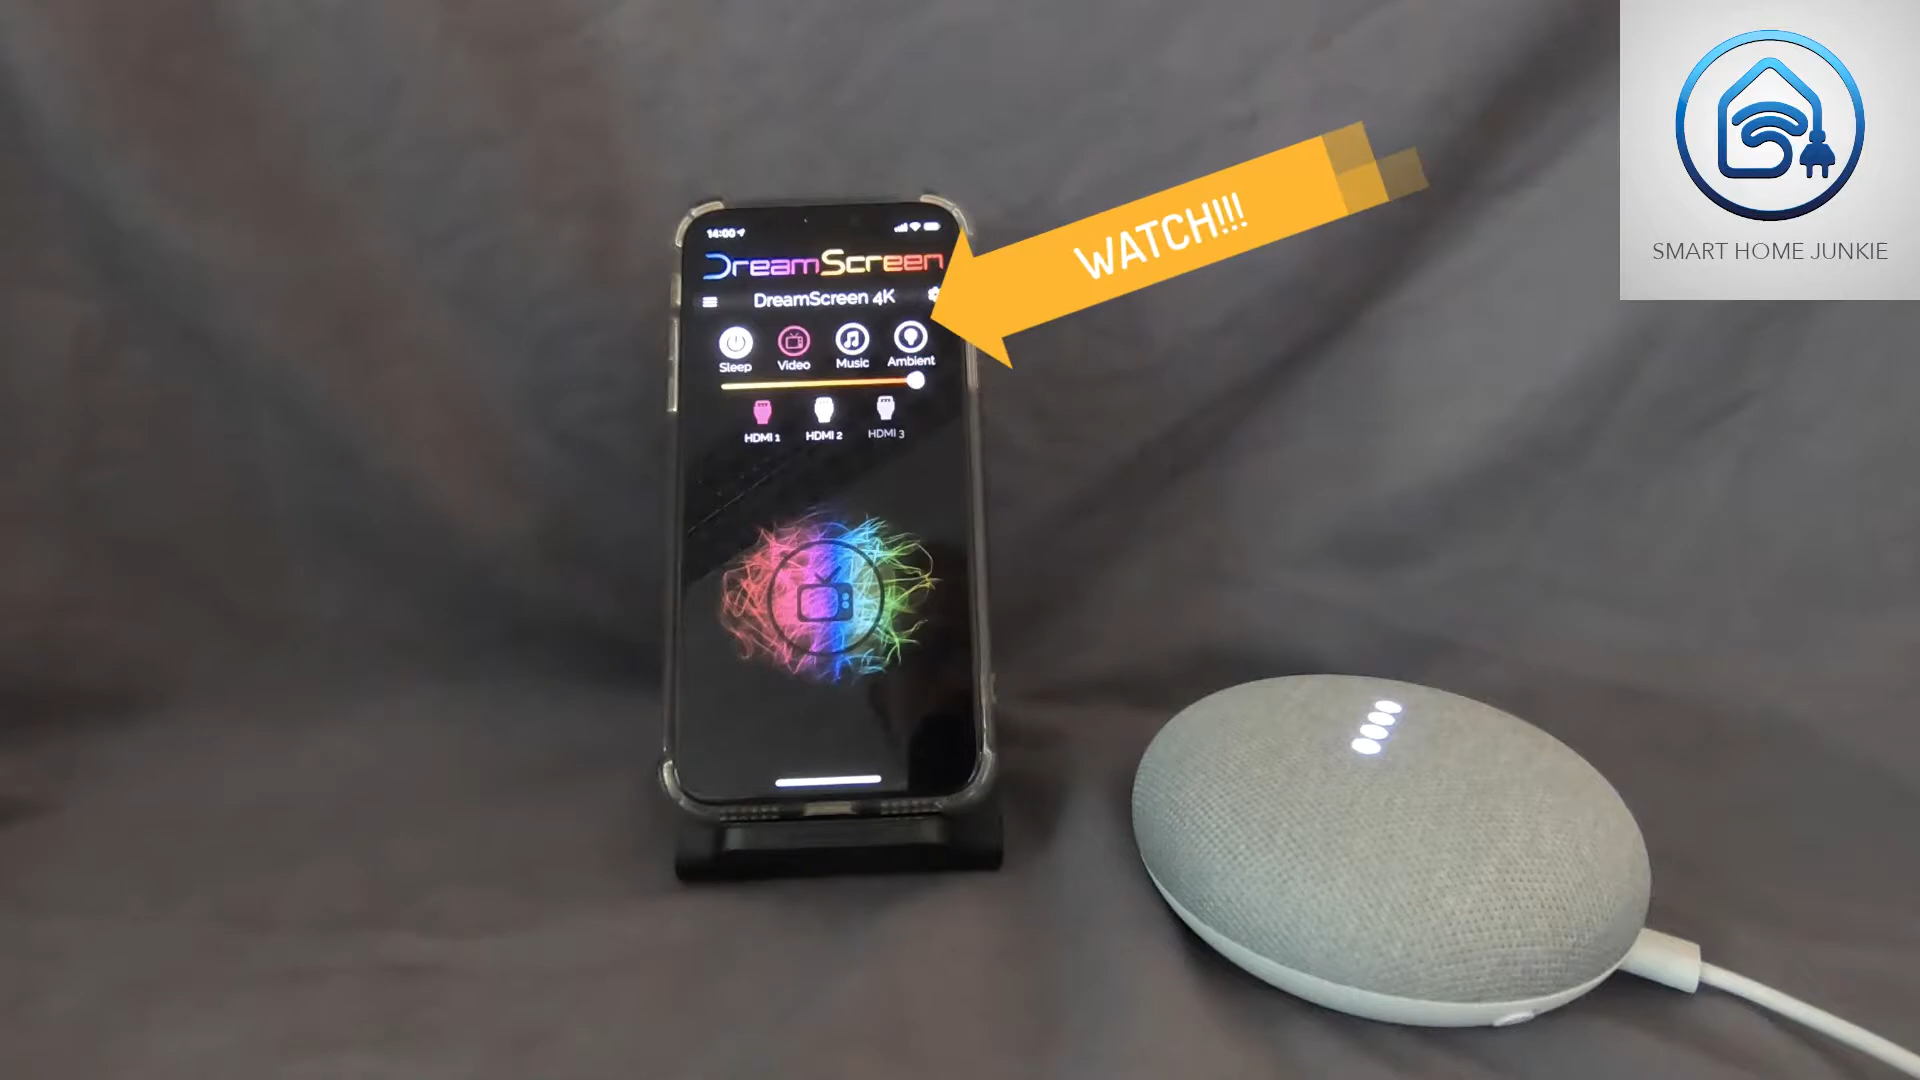 SMART HOME JUNKIE
WATCH!!!
14:00
DreamScreen
DreamScreen 4K
Sleep Video Music Ambient
HDMI 1 HDMI 2 HDMI 3